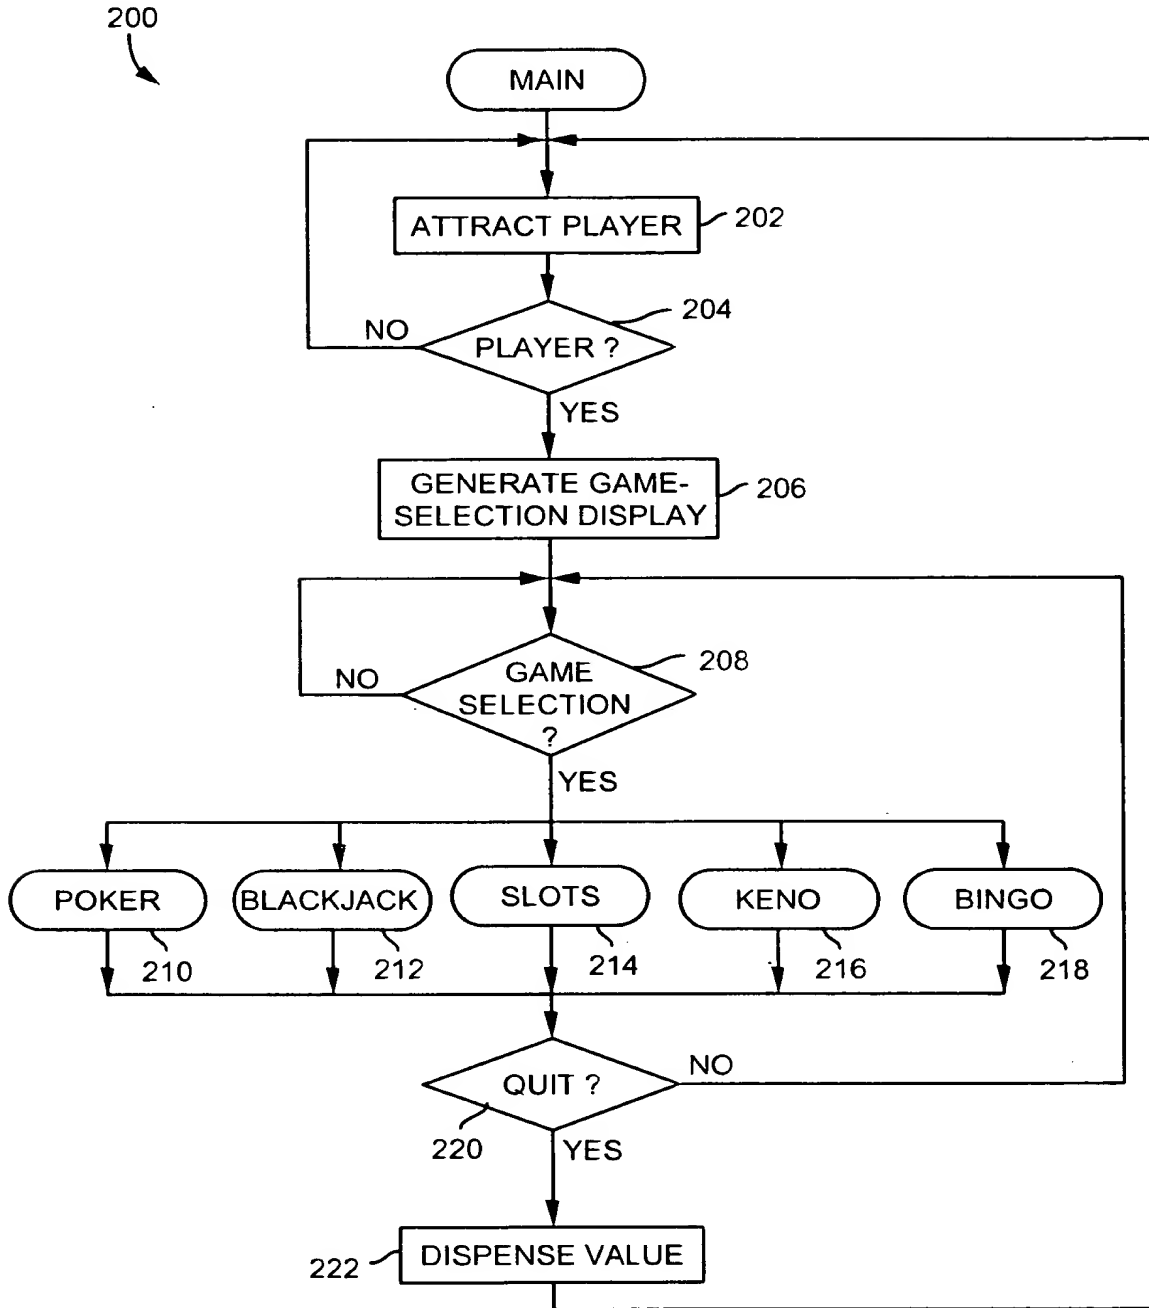 200
MAIN
ATTRACT PLAYER
202
204
NO
PLAYER ?
YES
GENERATE GAME-
SELECTION DISPLAY
206
208
NO
GAME
SELECTION
?
YES
POKER
BLACKJACK
SLOTS
KENO
BINGO
210
212
214
216
218
QUIT ?
NO
220
YES
DISPENSE VALUE
222